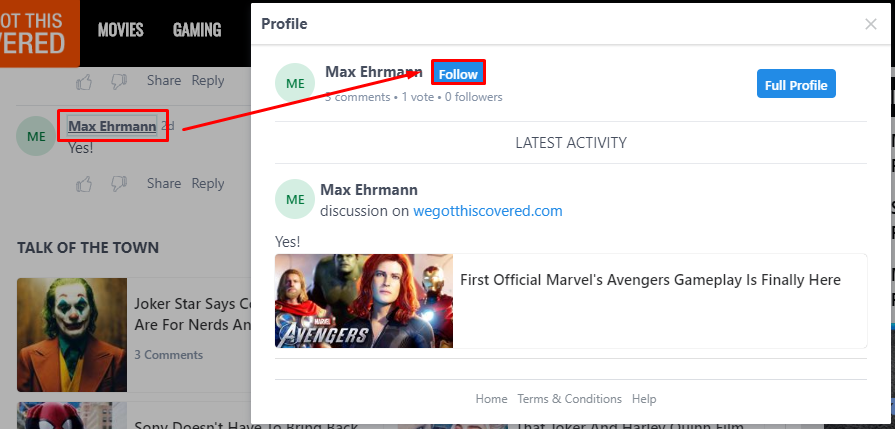 OT THIS
VERED
MOVIES
GAMING
Share Reply
ME
Max Ehrmann 2d
Yes!
Share Reply
TALK OF THE TOWN
Joker Star Says Co
Are For Nerds An
3 Comments
Sony Doesn't Have To Bring Back
Profile
×
ME
Max Ehrmann Follow
comments • 1 vote • 0 followers
Full Profile
LATEST ACTIVITY
ME
Max Ehrmann
discussion on wegotthiscovered.com
Yes!
MARVEL
AVENGERS
First Official Marvel's Avengers Gameplay Is Finally Here
Home Terms & Conditions Help
That Joker And Harley Quinn Film